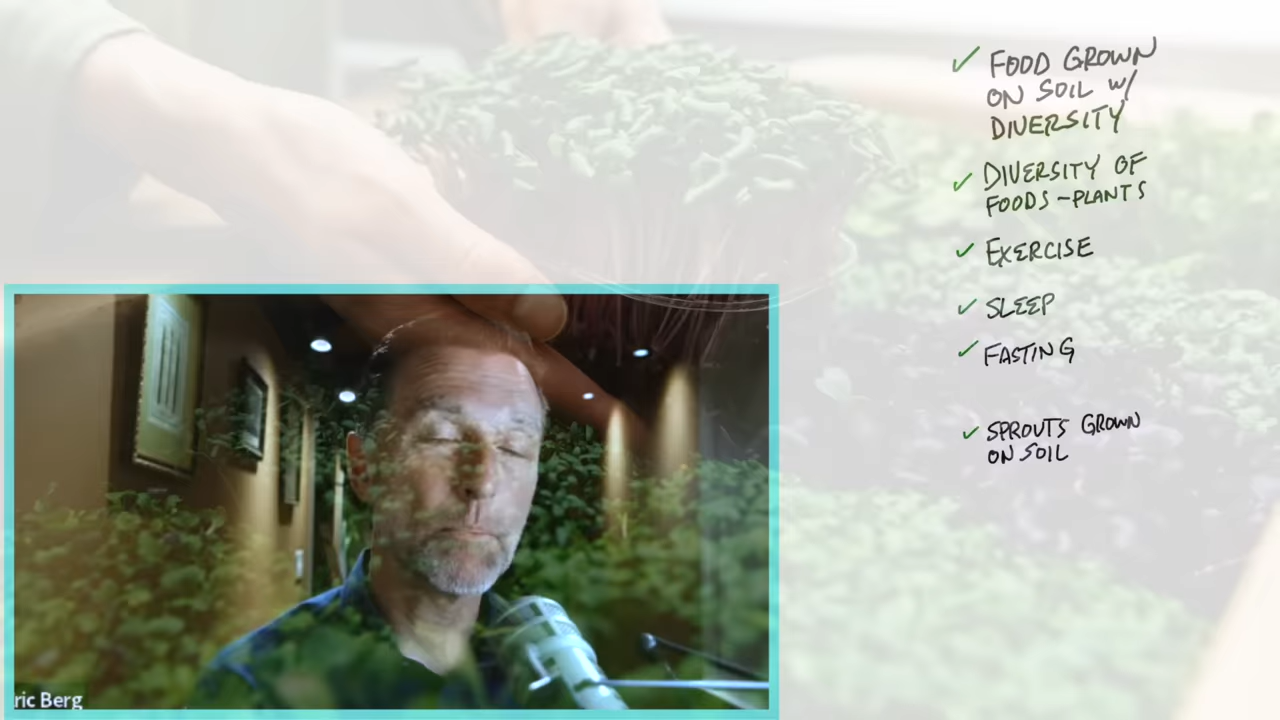 ✓ FOOD GROWN
ON SOIL W/
DIVERSITY
✓ DIVERSITY OF
FOODS - PLANTS
✓ EXERCISE
✓ SLEEP
✓ FASTING
✓ SPROUTS GROWN
ON SOIL
ric Berg